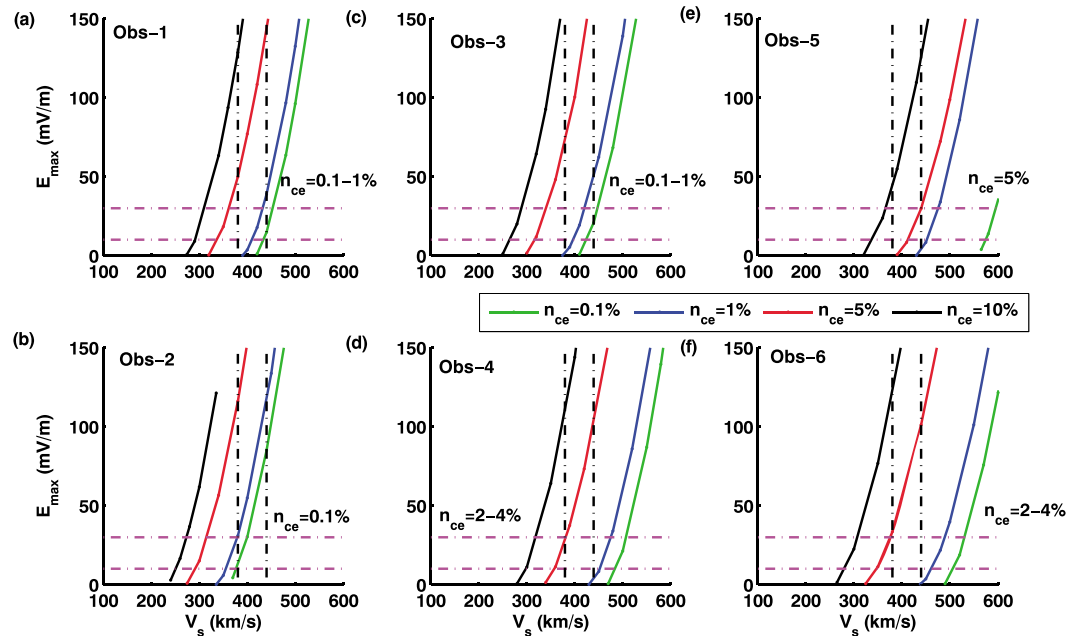 (a)
Obs-1
n_ce=0.1-1%
E_max (mV/m)
150
100
50
0
100 200 300 400 500 600
(c)
Obs-3
n_ce=0.1-1%
150
100
50
0
100 200 300 400 500 600
(e)
Obs-5
n_ce=5%
150
100
50
0
100 200 300 400 500 600
n_ce=0.1% n_ce=1% n_ce=5% n_ce=10%
(b)
Obs-2
n_ce=0.1%
E_max (mV/m)
150
100
50
0
100 200 300 400 500 600
V_s (km/s)
(d)
Obs-4
n_ce=2-4%
150
100
50
0
100 200 300 400 500 600
V_s (km/s)
(f)
Obs-6
n_ce=2-4%
150
100
50
0
100 200 300 400 500 600
V_s (km/s)